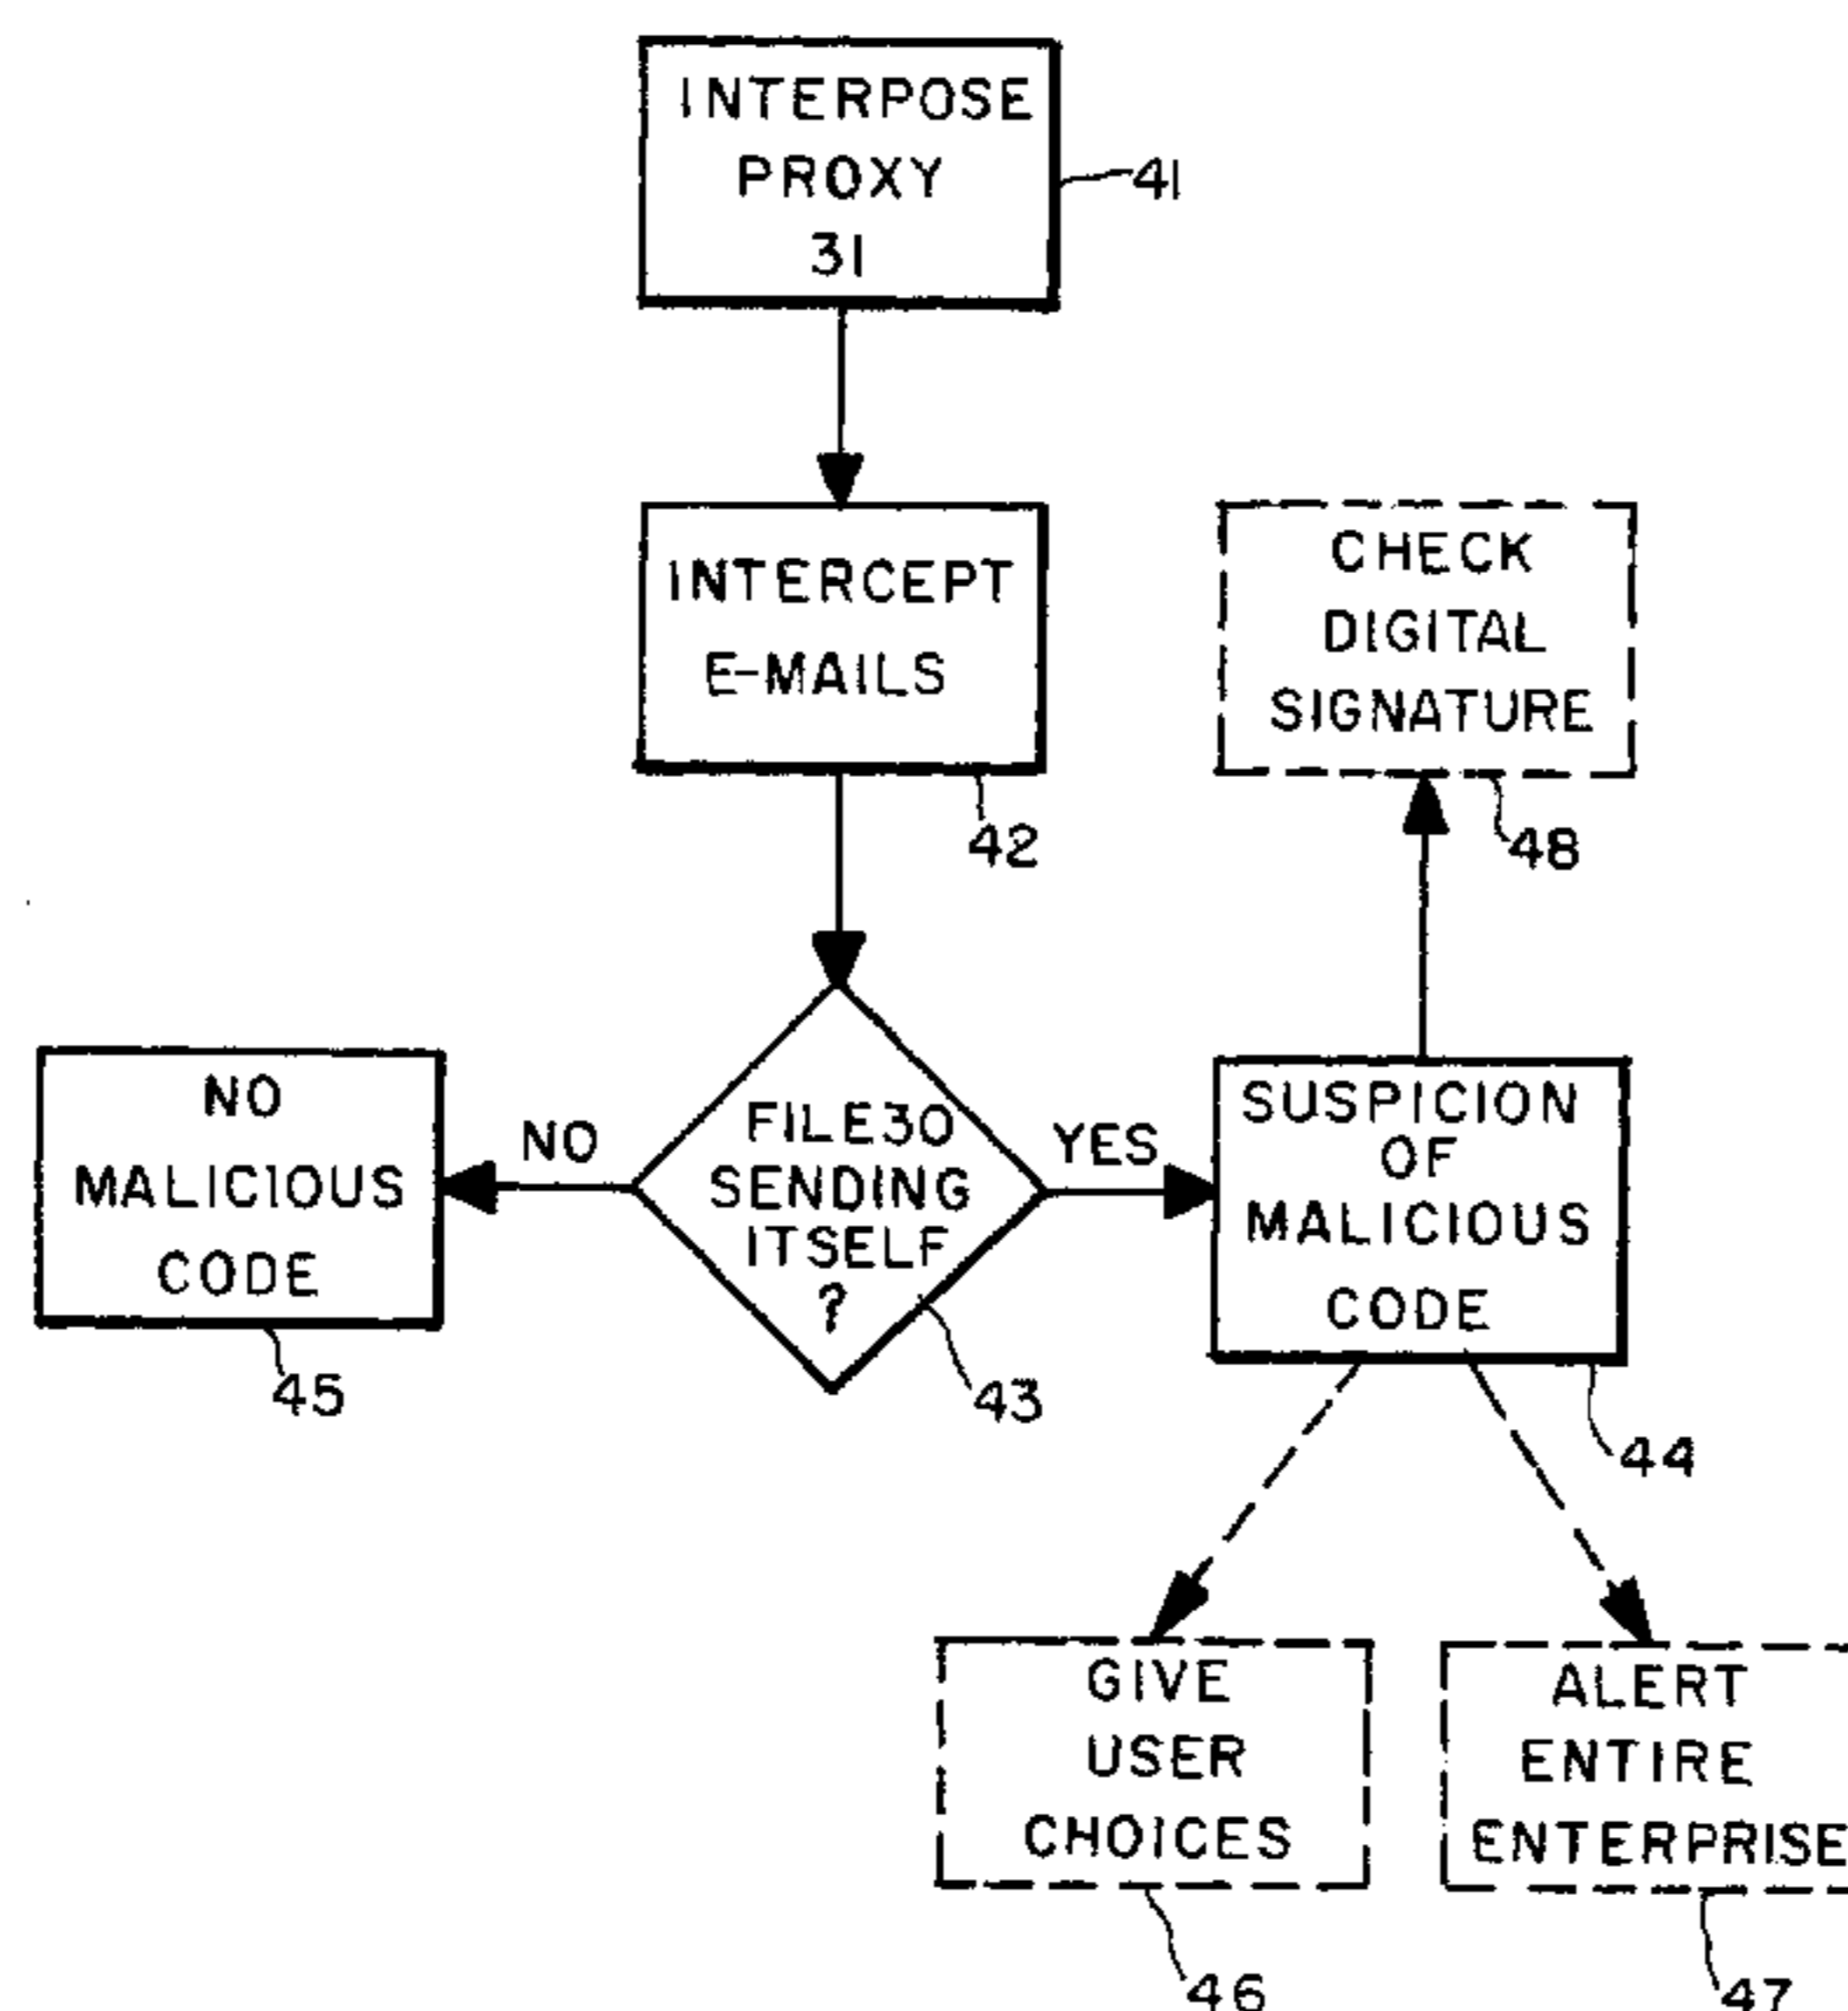 INTERPOSE
PROXY
31
41
INTERCEPT
E-MAILS
42
CHECK
DIGITAL
SIGNATURE
48
NO
MALICIOUS
CODE
45
NO
FILE30
SENDING
ITSELF
?
43
YES
SUSPICION
OF
MALICIOUS
CODE
44
GIVE
USER
CHOICES
46
ALERT
ENTIRE
ENTERPRISE
47